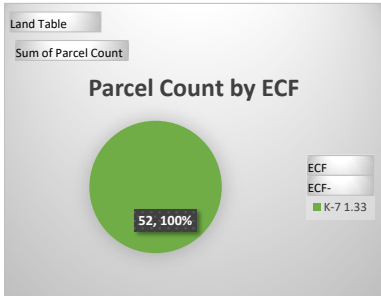 Land Table
Sum of Parcel Count
Parcel Count by ECF
52, 100%
ECF
ECF-
K-7 1.33